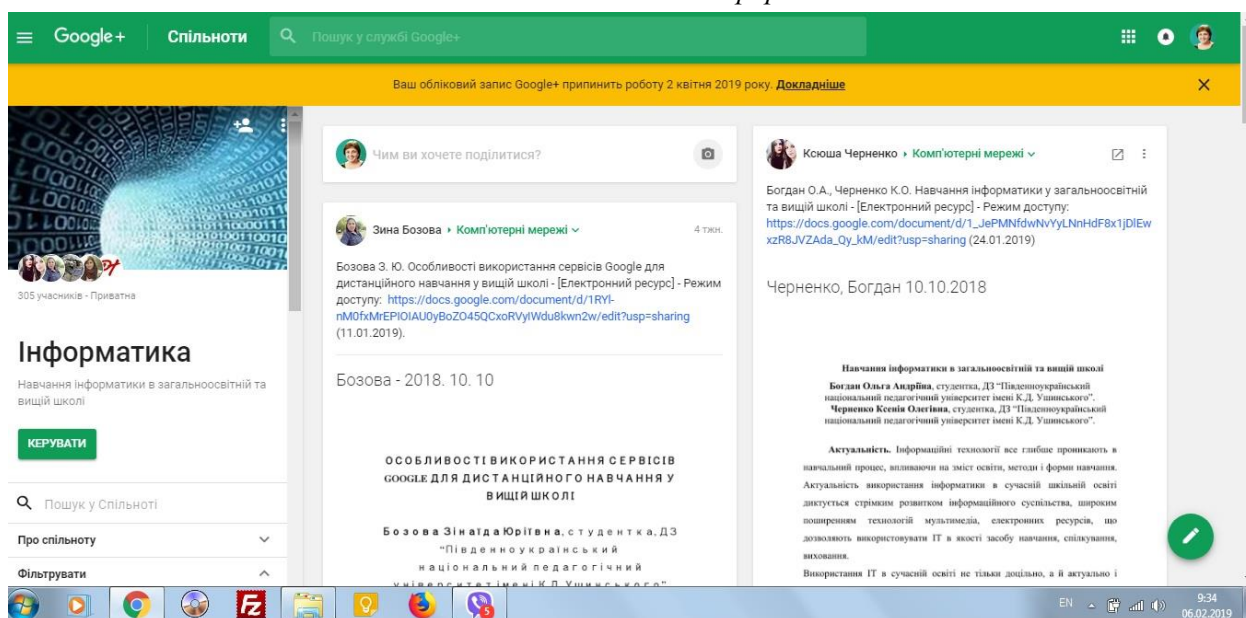 Google+ Спільноти Пошук у службі Google+
Ваш обліковий запис Google+ припинить роботу 2 квітня 2019 року. Докладніше
305 учасників - Приватна
Інформатика
Навчання інформатики в загальноосвітній та
вищій школі
КЕРУВАТИ
Пошук у Спільноті
Про спільноту
Фільтрувати
Чим ви хочете поділитися?
Зина Бозова Комп'ютерні мережі 4 тжн.
Бозова З. Ю. Особливості використання сервісів Google для
дистанційного навчання у вищій школі - [Електронний ресурс] - Режим
доступу: https://docs.google.com/document/d/1RYl-
nM0fxMrEPIOIAU0yBoZO45QCxoRVyIWdu8kwn2w/edit?usp=sharing
(11.01.2019).
Бозова - 2018. 10. 10
ОСОБЛИВОСТІ ВИКОРИСТАННЯ СЕРВІСІВ
GOOGLE ДЛЯ ДИСТАНЦІЙНОГО НАВЧАННЯ У
ВИЩІЙ ШКОЛІ
Бозова Зінаїда Юріївна, студентка, ДЗ
"Південноукраїнський
національний педагогічний
університет імені К.Д. Ушинського"
Ксюша Черненко Комп'ютерні мережі
Богдан О.А., Черненко К.О. Навчання інформатики у загальноосвітній
та вищій школі - [Електронний ресурс] - Режим доступу:
https://docs.google.com/document/d/1_JePMNfdwNvYyLNnHdF8x1jDlEw
xzR8JVZAda_Qy_kM/edit?usp=sharing (24.01.2019)
Черненко, Богдан 10.10.2018
Навчання інформатики в загальноосвітній та вищій школі
Богдан Ольга Андріївна, студентка, ДЗ "Південноукраїнський
національний педагогічний університет імені К.Д. Ушинського".
Черненко Ксенія Олегівна, студентка, ДЗ "Південноукраїнський
національний педагогічний університет імені К.Д. Ушинського".
Актуальність. Інформаційні технології все глибше проникають в
навчальний процес, впливаючи на зміст освіти, методи і форми навчання.
Актуальність використання інформатики в сучасній шкільній освіті
диктується стрімким розвитком інформаційного суспільства, широким
поширенням технологій мультимедіа, електронних ресурсів, що
дозволяють використовувати ІТ в якості засобу навчання, спілкування,
виховання.
Використання ІТ в сучасній освіті не тільки доцільно, а й актуально і
EN 9:34
06.02.2019